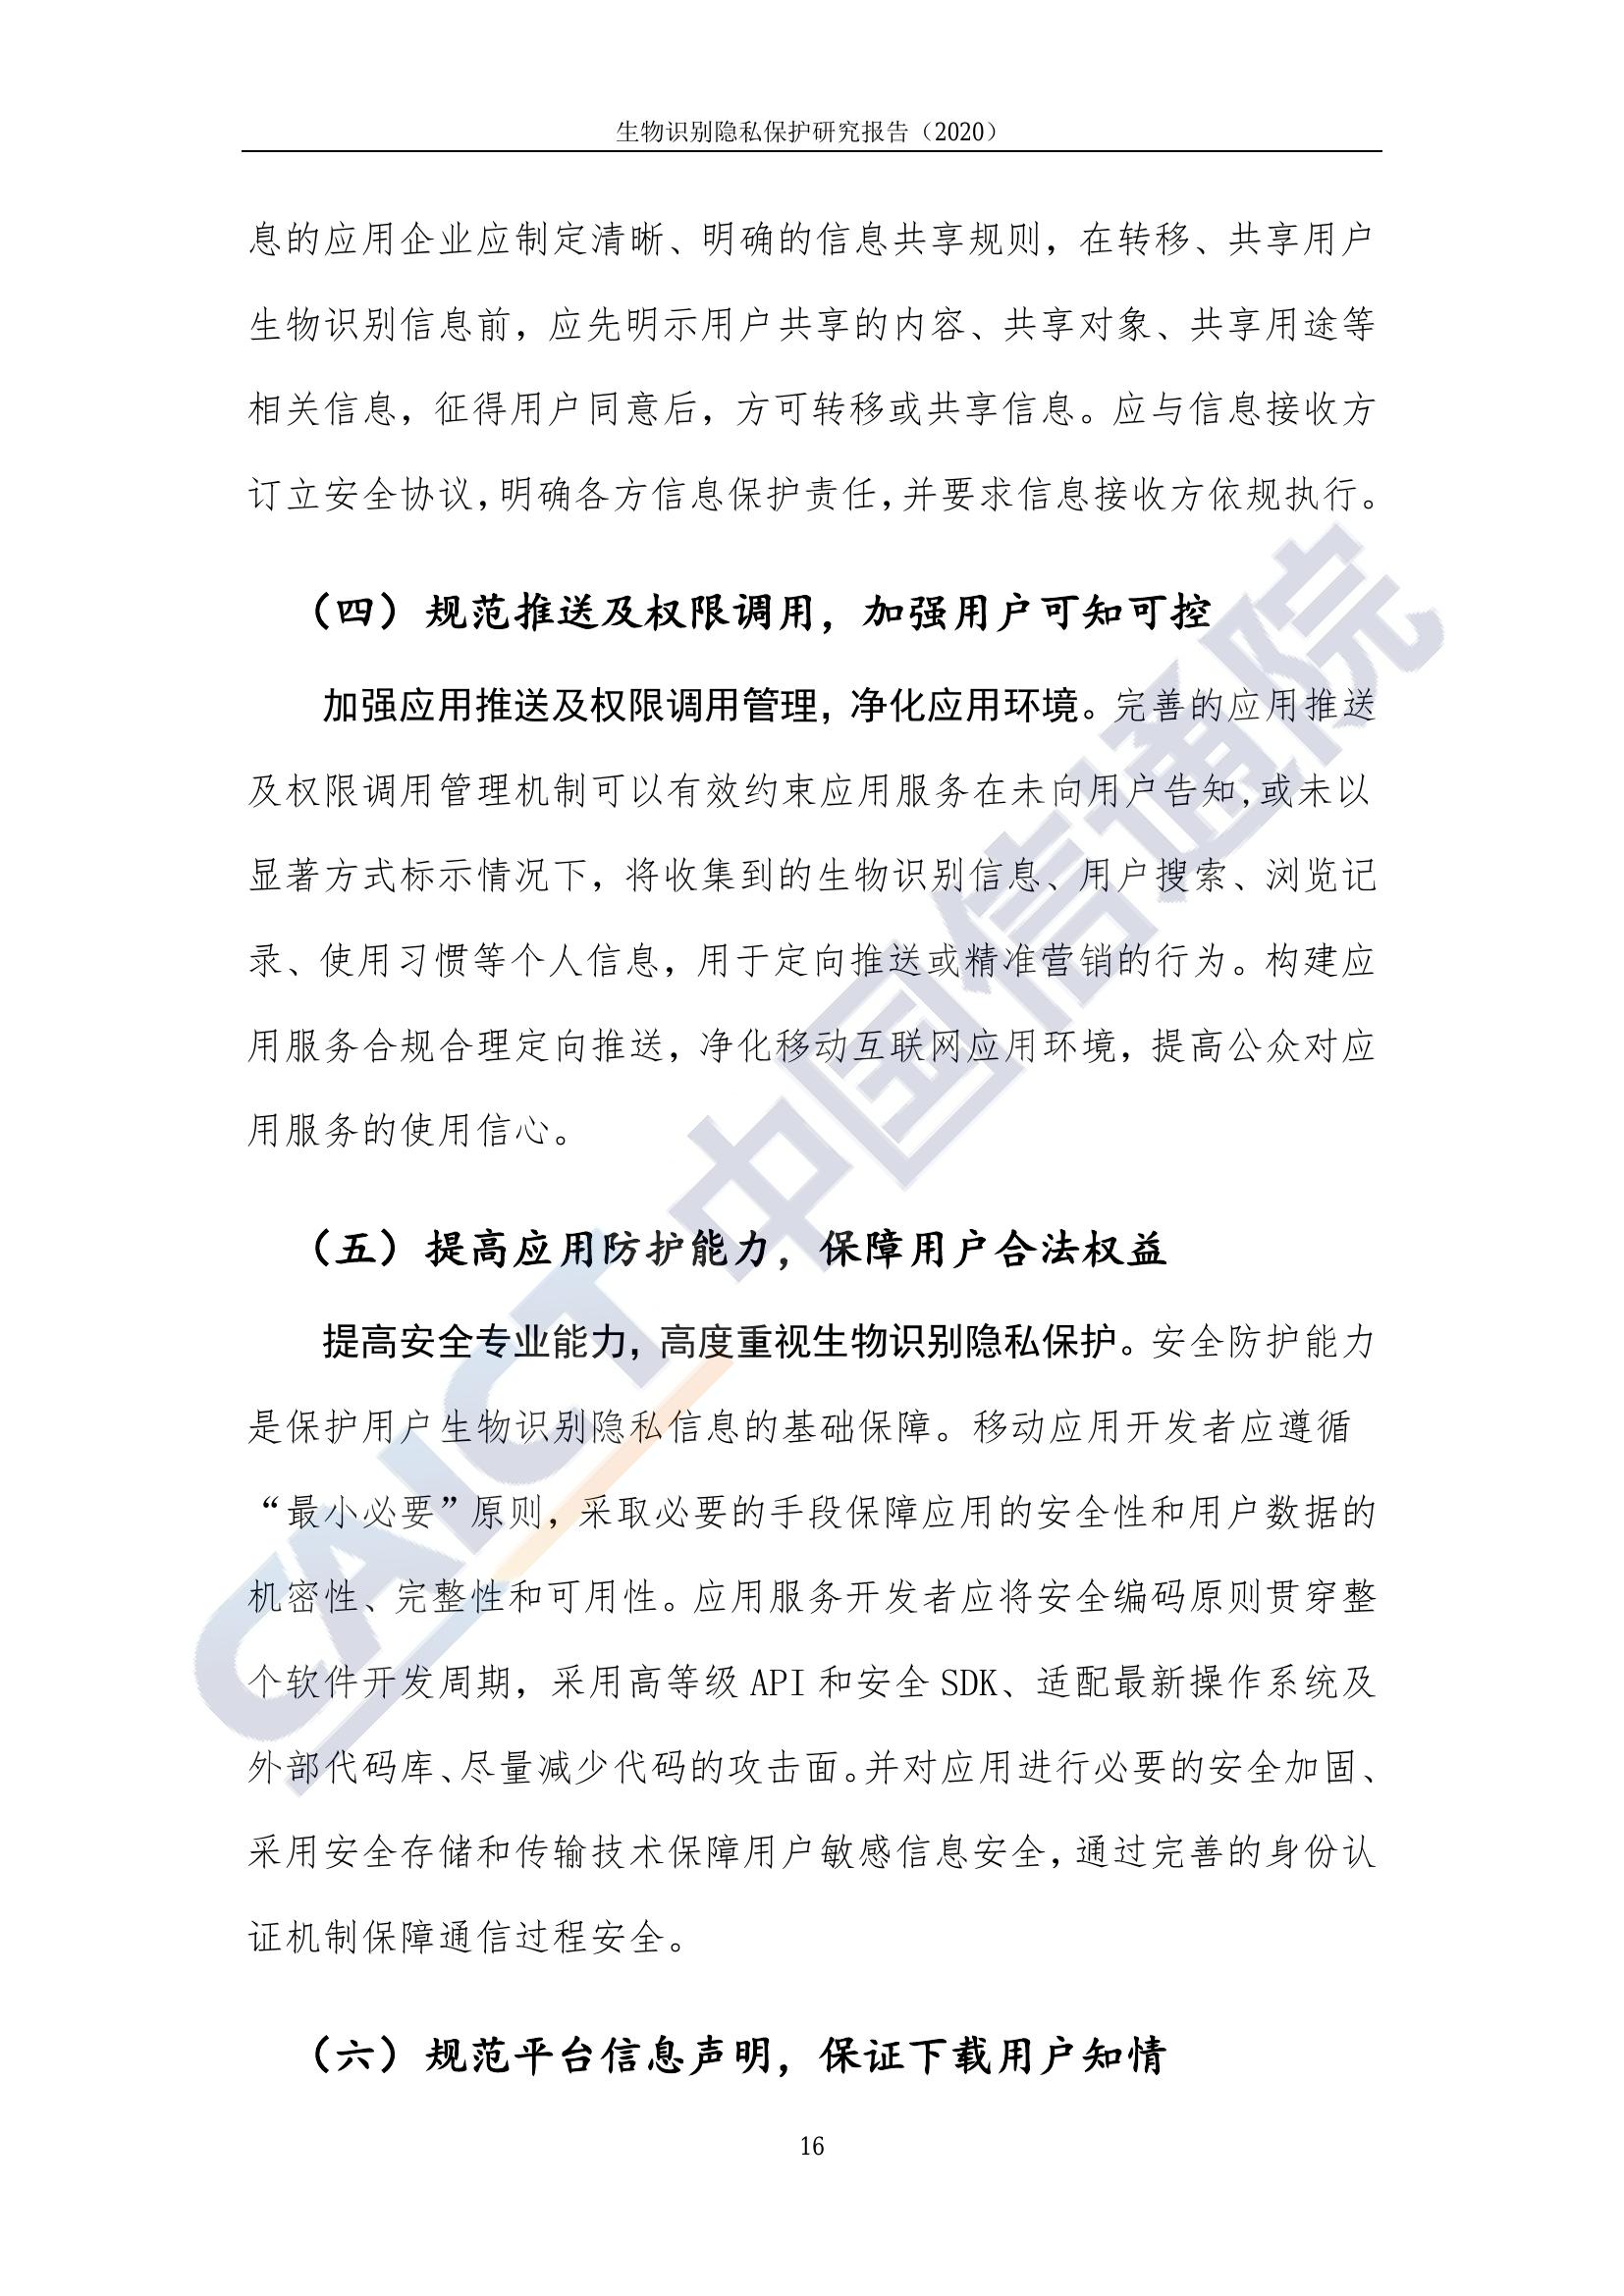 生物识别隐私保护研究报告（2020）
息的应用企业应制定清晰、明确的信息共享规则，在转移、共享用户
生物识别信息前，应先明示用户共享的内容、共享对象、共享用途等
相关信息，征得用户同意后，方可转移或共享信息。应与信息接收方
订立安全协议，明确各方信息保护责任，并要求信息接收方依规执行。
（四）规范推送及权限调用，加强用户可知可控
加强应用推送及权限调用管理，净化应用环境。完善的应用推送
及权限调用管理机制可以有效约束应用服务在未向用户告知,或未以
显著方式标示情况下，将收集到的生物识别信息、用户搜索、浏览记
录、使用习惯等个人信息，用于定向推送或精准营销的行为。构建应
用服务合规合理定向推送，净化移动互联网应用环境，提高公众对应
用服务的使用信心。
（五）提高应用防护能力，保障用户合法权益
提高安全专业能力，高度重视生物识别隐私保护。安全防护能力
是保护用户生物识别隐私信息的基础保障。移动应用开发者应遵循
“最小必要”原则，采取必要的手段保障应用的安全性和用户数据的
机密性、完整性和可用性。应用服务开发者应将安全编码原则贯穿整
个软件开发周期，采用高等级 API 和安全 SDK、适配最新操作系统及
外部代码库、尽量减少代码的攻击面。并对应用进行必要的安全加固、
采用安全存储和传输技术保障用户敏感信息安全，通过完善的身份认
证机制保障通信过程安全。
（六）规范平台信息声明，保证下载用户知情
16
CAICT 中国信通院